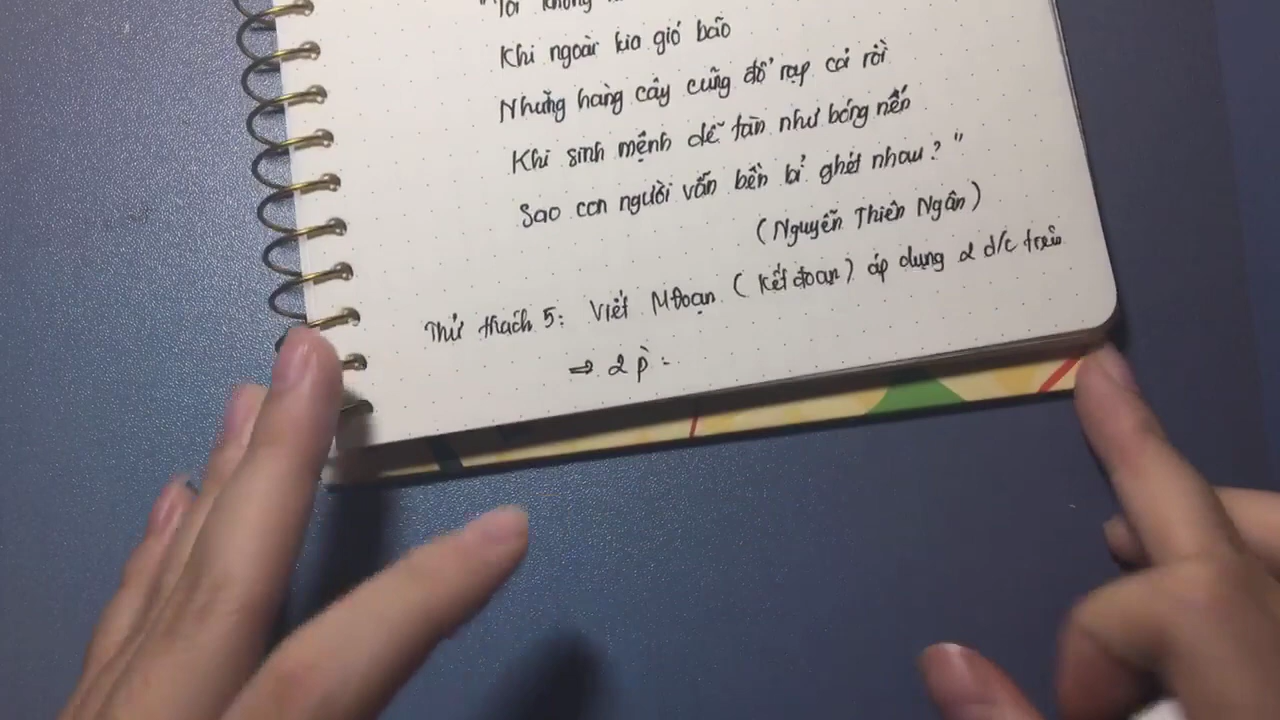 "Tôi không
Khi ngoài kia gió bão
Những hàng cây cũng đổ rạp cả rồi
Khi sinh mệnh dễ tàn như bóng nến
Sao con người vẫn bền bỉ ghét nhau? "
(Nguyễn Thiên Ngân)
Thử thách 5: Viết MĐoạn (Kết đoạn) áp dụng 2 d/c trên
⇒ 2 p̀ :